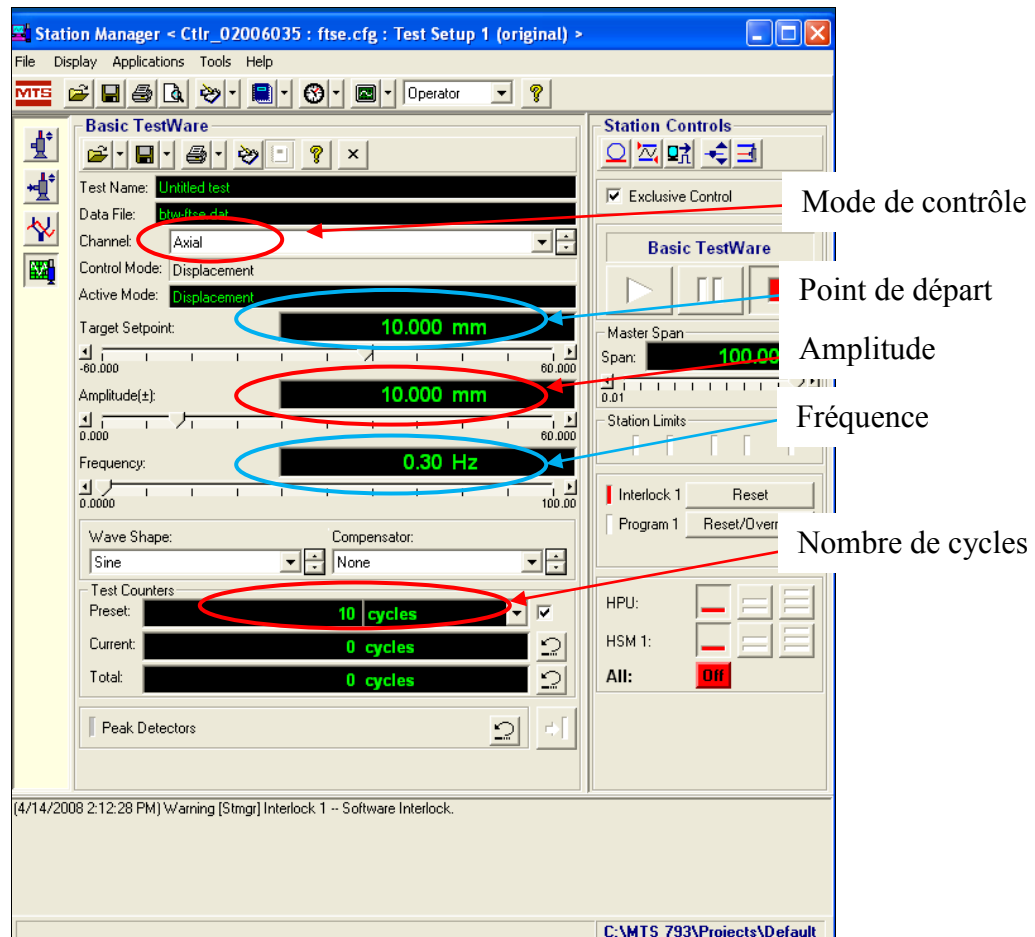 Station Manager < Ctlr_02006035 : ftse.cfg : Test Setup 1 (original) >
File Display Applications Tools Help
MTS Operator
Basic TestWare
Test Name: Untitled test
Data File: btw-ftse.dat
Channel: Axial
Control Mode: Displacement
Active Mode: Displacement
Target Setpoint: 10.000 mm
-60.000 60.000
Amplitude(±): 10.000 mm
0.000 60.000
Frequency: 0.30 Hz
0.0000 100.00
Wave Shape: Compensator:
Sine None
Test Counters
Preset: 10 cycles
Current: 0 cycles
Total: 0 cycles
Peak Detectors
Station Controls
Exclusive Control
Basic TestWare
Master Span
Span: 100.00
0.01
Station Limits
Interlock 1 Reset
Program 1 Reset/Overr
HPU:
HSM 1:
All: Off
Mode de contrôle
Point de départ
Amplitude
Fréquence
Nombre de cycles
(4/14/2008 2:12:28 PM) Warning [Stmgr] Interlock 1 -- Software Interlock.
C:\MTS 793\Projects\Default